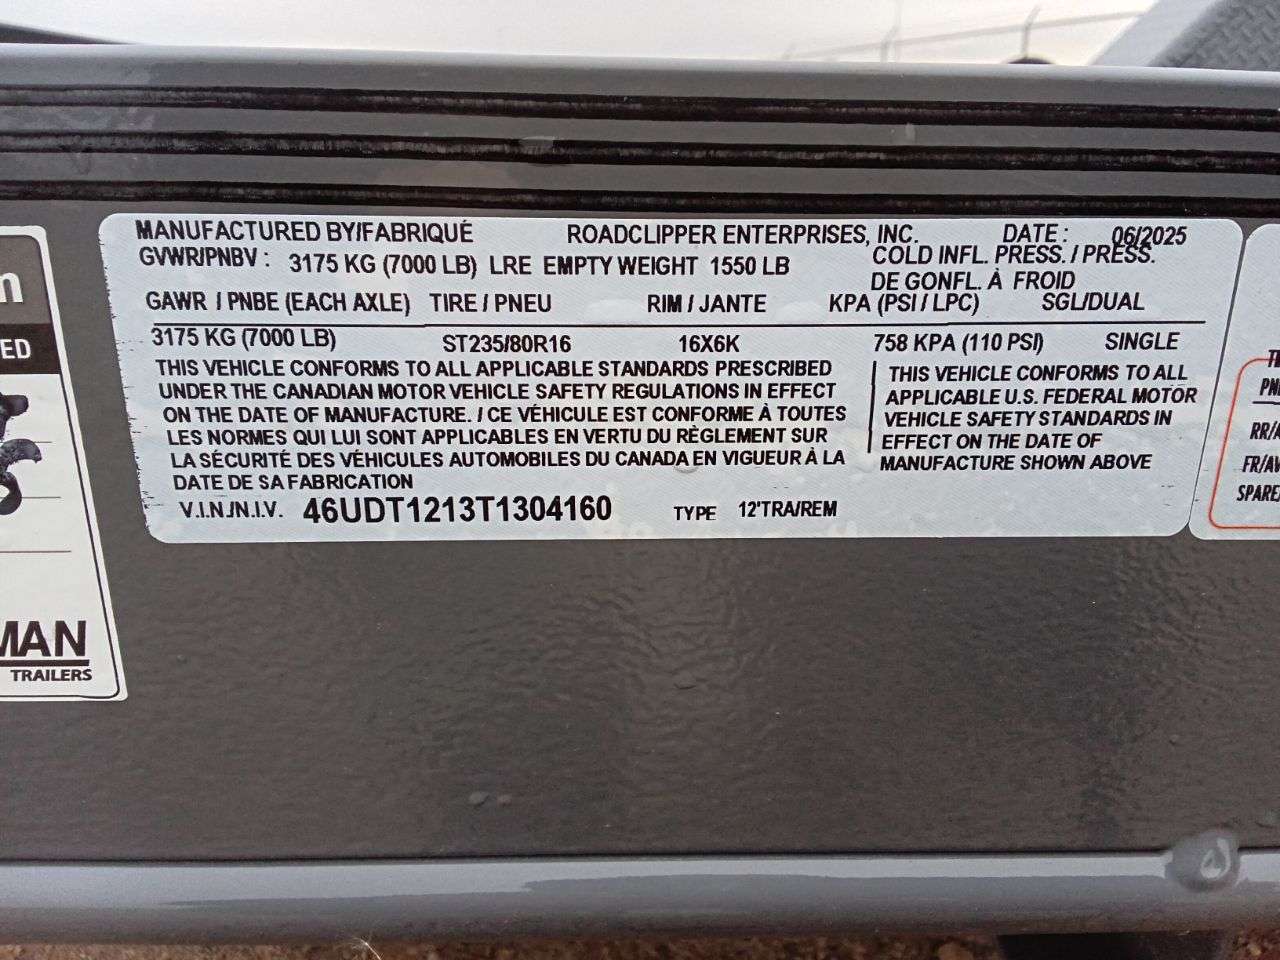 MANUFACTURED BY/FABRIQUÉ ROADCLIPPER ENTERPRISES, INC. DATE : 06/2025
GVWR/PNBV : 3175 KG (7000 LB) LRE EMPTY WEIGHT 1550 LB COLD INFL. PRESS. / PRESS.
DE GONFL. À FROID
GAWR / PNBE (EACH AXLE) TIRE / PNEU RIM / JANTE KPA (PSI / LPC) SGL/DUAL
3175 KG (7000 LB) ST235/80R16 16X6K 758 KPA (110 PSI) SINGLE
THIS VEHICLE CONFORMS TO ALL APPLICABLE STANDARDS PRESCRIBED
UNDER THE CANADIAN MOTOR VEHICLE SAFETY REGULATIONS IN EFFECT
ON THE DATE OF MANUFACTURE. / CE VÉHICULE EST CONFORME À TOUTES
LES NORMES QUI LUI SONT APPLICABLES EN VERTU DU RÈGLEMENT SUR
LA SÉCURITÉ DES VÉHICULES AUTOMOBILES DU CANADA EN VIGUEUR À LA
DATE DE SA FABRICATION
THIS VEHICLE CONFORMS TO ALL
APPLICABLE U.S. FEDERAL MOTOR
VEHICLE SAFETY STANDARDS IN
EFFECT ON THE DATE OF
MANUFACTURE SHOWN ABOVE
V.I.N./N.I.V. 46UDT1213T1304160 TYPE 12'TRA/REM
MAN
TRAILERS
ED
RR/A
FR/AV
SPARE